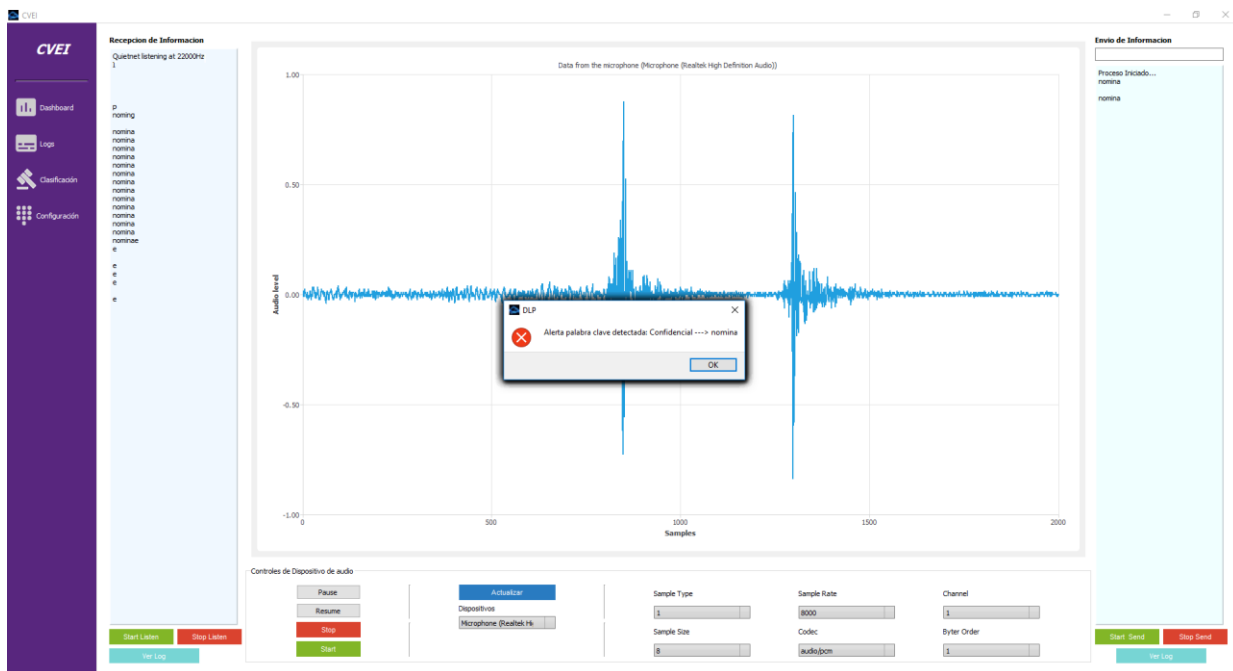 CVEI
CVEI
Dashboard
Logs
Clasificación
Configuración
Recepcion de Informacion
Quietnet listening at 22000Hz
l
p
noming
nomina
nomina
nomina
nomina
nomina
nomina
nomina
nomina
nomina
nomina
nomina
nomina
nomina
nominae
e
e
e
e
e
Start Listen
Stop Listen
Ver Log
Data from the microphone (Microphone (Realtek High Definition Audio))
1.00
0.50
0.00
-0.50
-1.00
Audio level
0
500
1000
1500
2000
Samples
DLP
Alerta palabra clave detectada: Confidencial ---> nomina
OK
Controles de Dispositivo de audio
Pause
Resume
Stop
Start
Actualizar
Dispositivos
Microphone (Realtek Hi
Sample Type
1
Sample Size
8
Sample Rate
8000
Codec
audio/pcm
Channel
1
Byter Order
1
Envio de Informacion
Proceso Iniciado...
nomina
nomina
Start Send
Stop Send
Ver Log